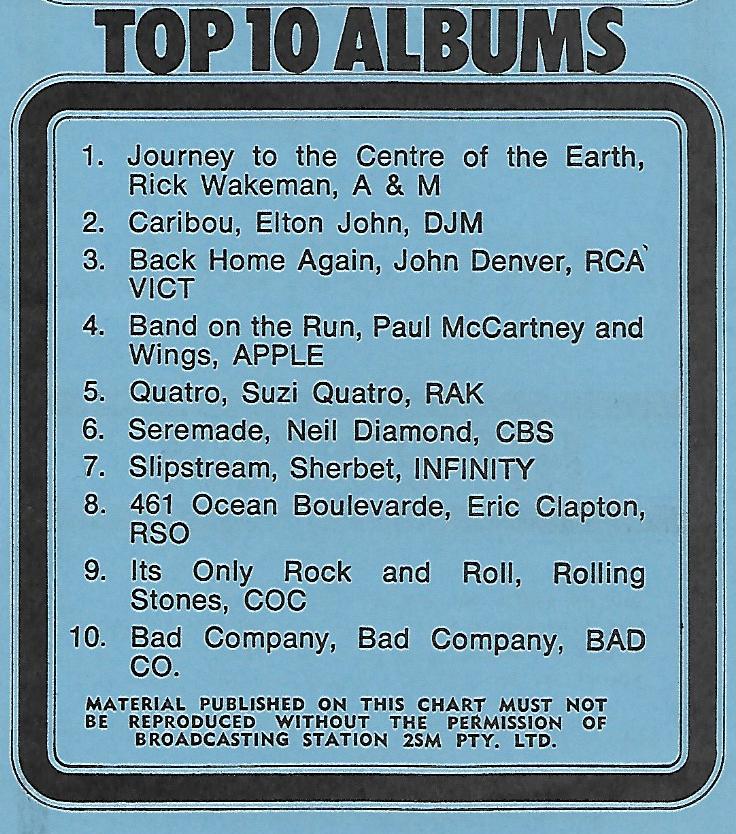 TOP 10 ALBUMS
1. Journey to the Centre of the Earth,
Rick Wakeman, A & M
2. Caribou, Elton John, DJM
3. Back Home Again, John Denver, RCA
VICT
4. Band on the Run, Paul McCartney and
Wings, APPLE
5. Quatro, Suzi Quatro, RAK
6. Seremade, Neil Diamond, CBS
7. Slipstream, Sherbet, INFINITY
8. 461 Ocean Boulevarde, Eric Clapton,
RSO
9. Its Only Rock and Roll, Rolling
Stones, COC
10. Bad Company, Bad Company, BAD
CO.
MATERIAL PUBLISHED ON THIS CHART MUST NOT
BE REPRODUCED WITHOUT THE PERMISSION OF
BROADCASTING STATION 2SM PTY. LTD.